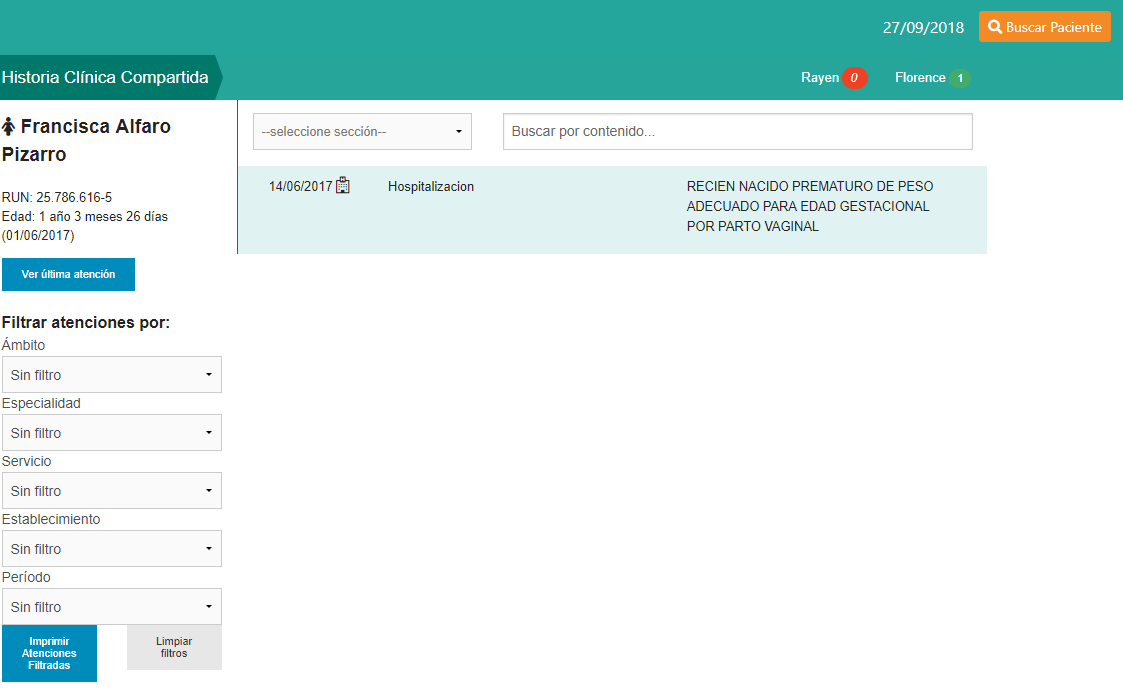 27/09/2018
Buscar Paciente
Historia Clínica Compartida
Rayen 0
Florence 1
Francisca Alfaro
Pizarro
RUN: 25.786.616-5
Edad: 1 año 3 meses 26 días
(01/06/2017)
Ver última atención
Filtrar atenciones por:
Ámbito
Sin filtro
Especialidad
Sin filtro
Servicio
Sin filtro
Establecimiento
Sin filtro
Período
Sin filtro
Imprimir
Atenciones
Filtradas
Limpiar
filtros
--seleccione sección--
Buscar por contenido...
14/06/2017
Hospitalizacion
RECIEN NACIDO PREMATURO DE PESO
ADECUADO PARA EDAD GESTACIONAL
POR PARTO VAGINAL